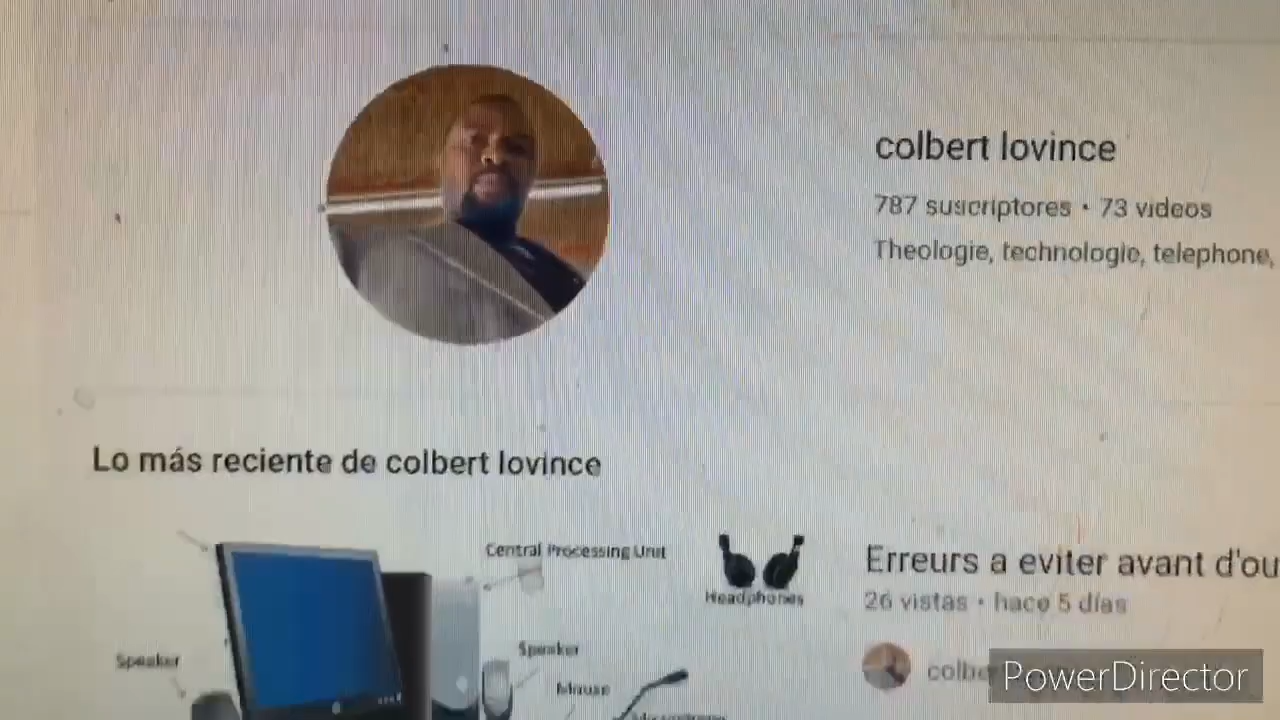 colbert lovince
787 suscriptores • 73 videos
Theologie, technologie, telephone,
Lo más reciente de colbert lovince
Central Processing Unit
Headphones
Erreurs a eviter avant d'ou
26 vistas • hace 5 días
Speaker
Speaker
Mouse
colbe
PowerDirector